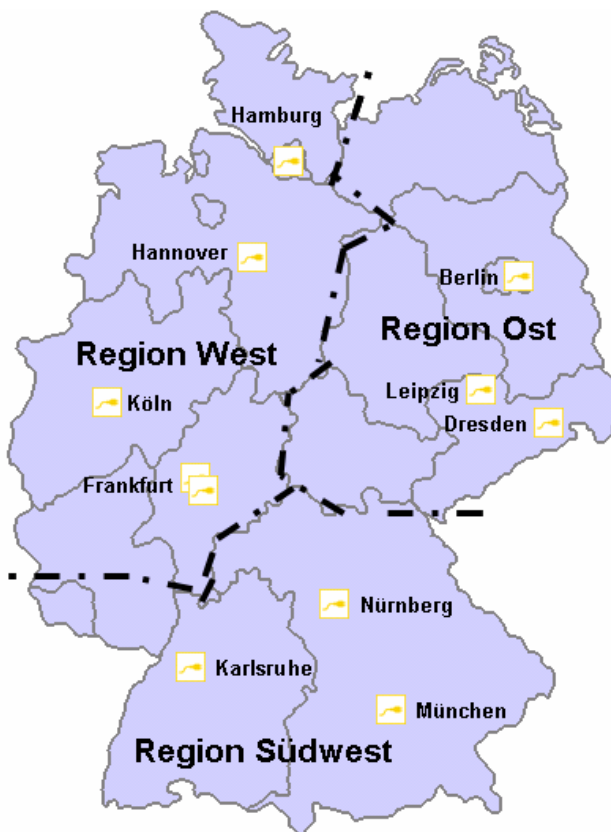 Hamburg
Hannover
Berlin
Region Ost
Region West
Leipzig
Köln
Dresden
Frankfurt
Nürnberg
Karlsruhe
München
Region Südwest